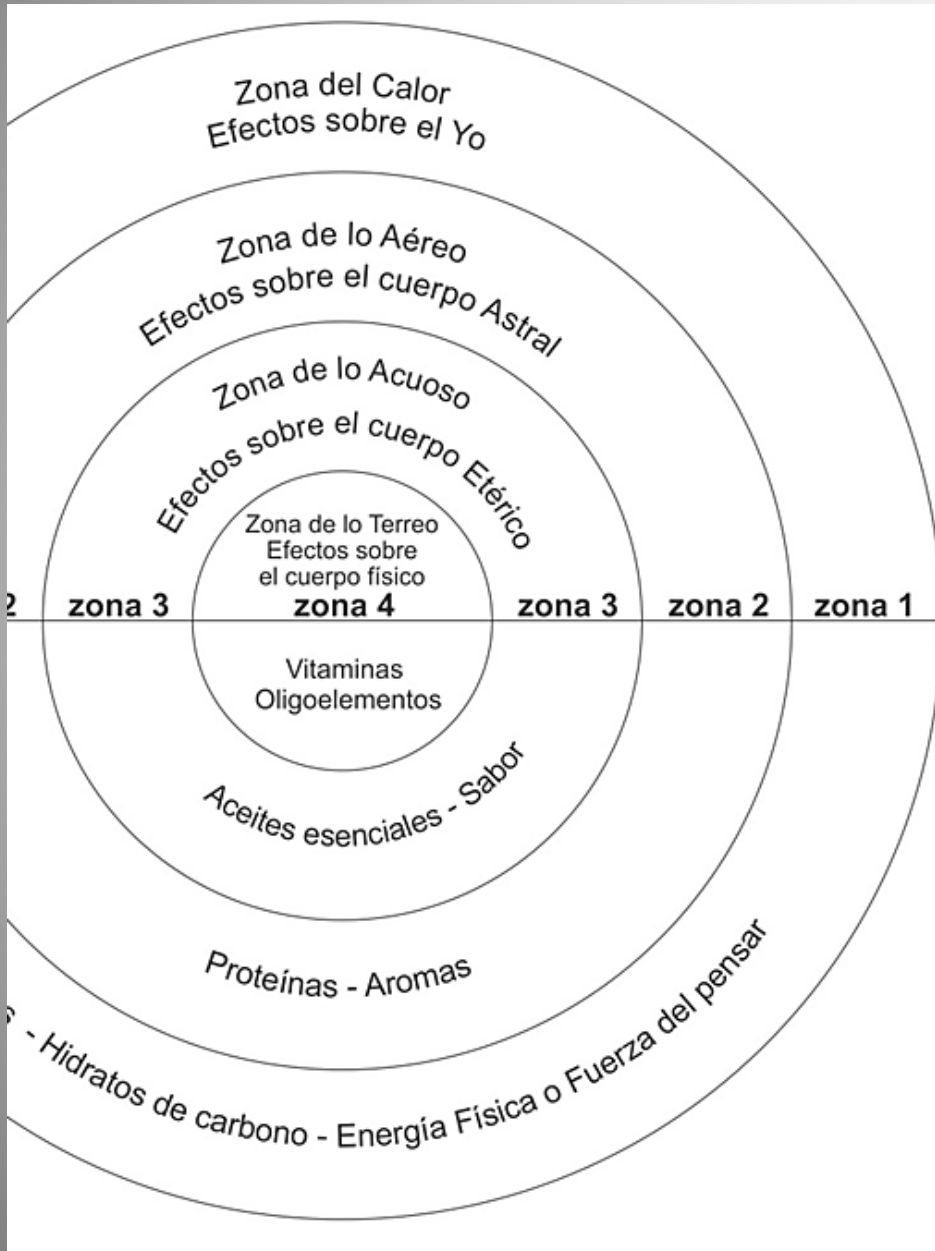 Zona del Calor
Efectos sobre el Yo
Zona de lo Aéreo
Efectos sobre el cuerpo Astral
Zona de lo Acuoso
Efectos sobre el cuerpo Etérico
Zona de lo Terreo
Efectos sobre
el cuerpo físico
2 zona 3 zona 4 zona 3 zona 2 zona 1
Vitaminas
Oligoelementos
Aceites esenciales - Sabor
Proteínas - Aromas
- Hidratos de carbono - Energía Física o Fuerza del pensar